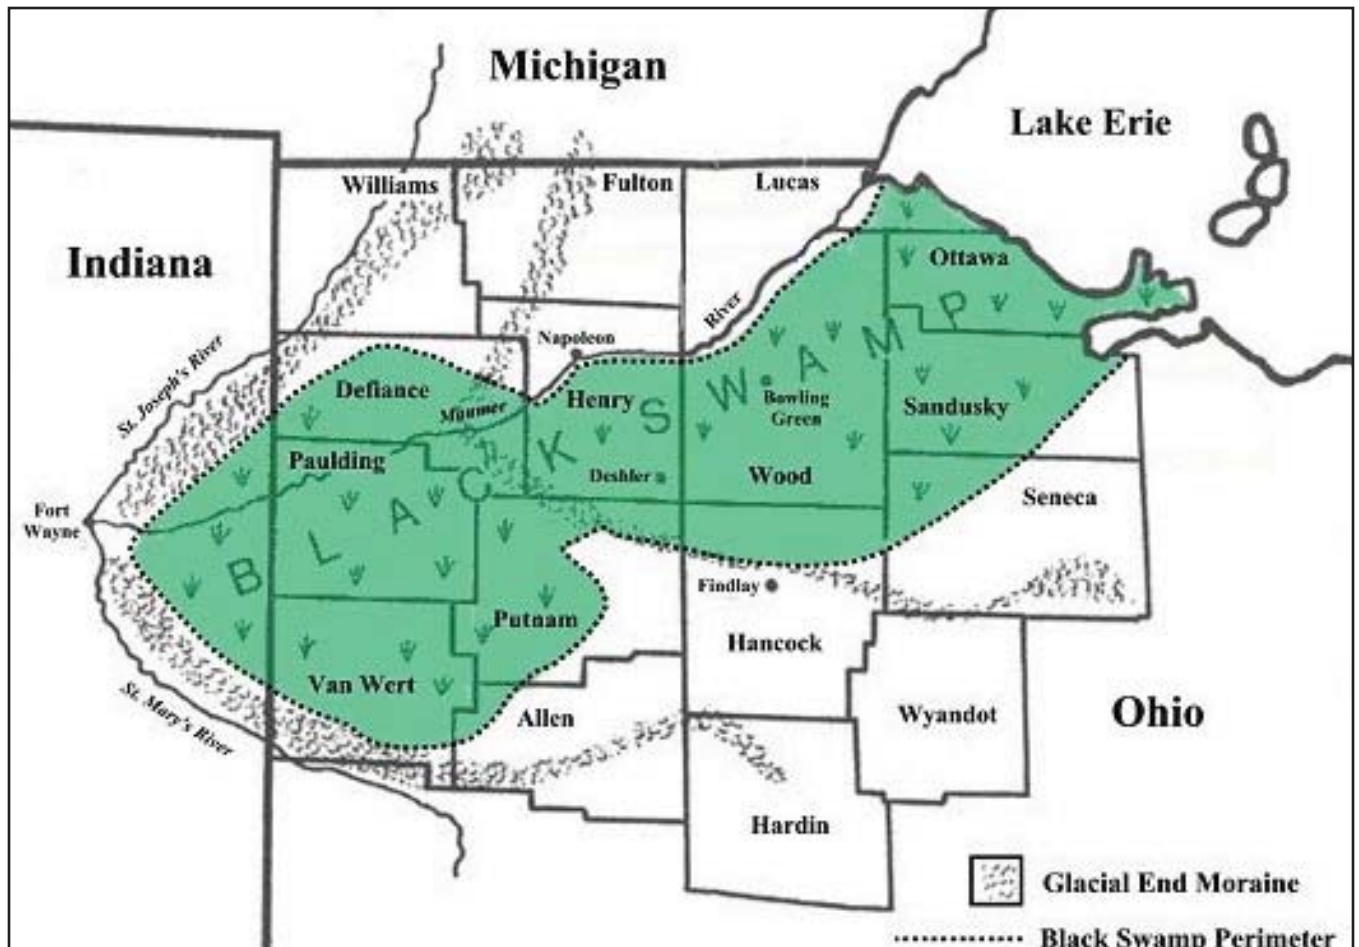 Michigan
Lake Erie
Williams
Fulton
Lucas
Indiana
Ottawa
River
Napoleon
St. Joseph's River
Defiance
Maumee
Henry
Bowling
Green
Sandusky
Paulding
Deshler
Wood
Seneca
Fort
Wayne
BLACK SWAMP
Findlay
Putnam
Hancock
Van Wert
St. Mary's River
Allen
Wyandot
Ohio
Hardin
Glacial End Moraine
Black Swamp Perimeter